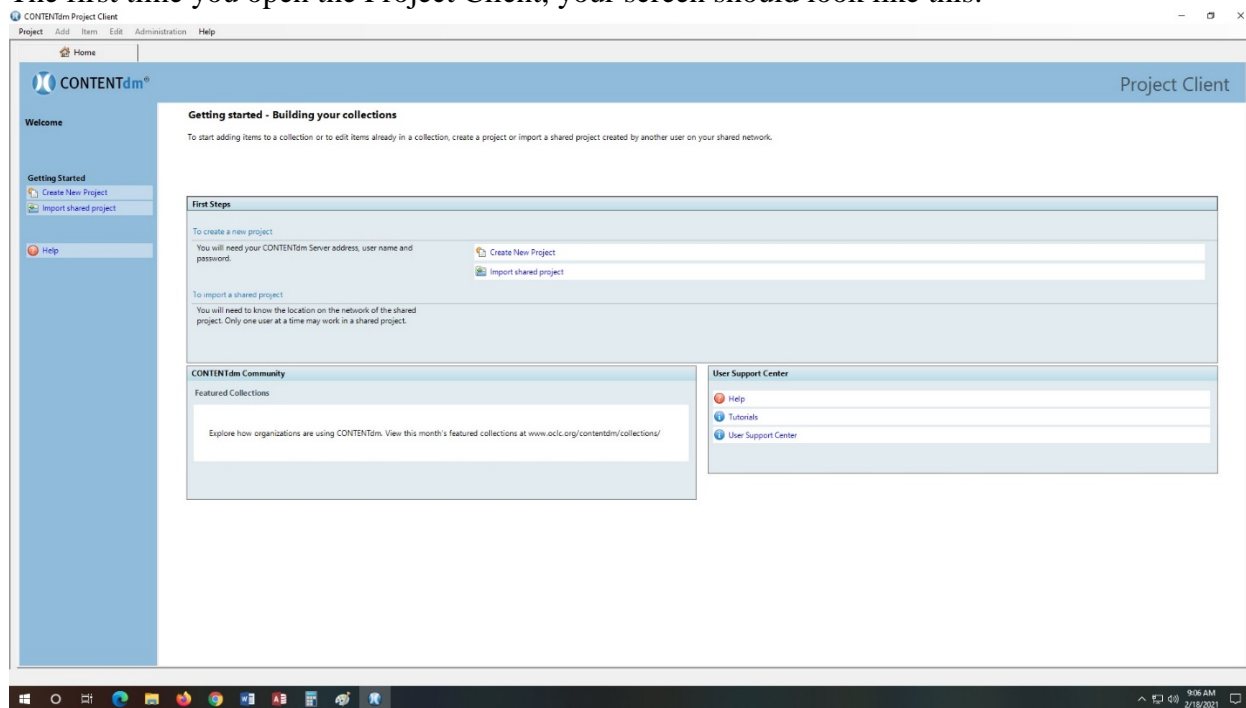 The first time you open the Project Client, your screen should look like this:
CONTENTdm Project Client
Project Add Item Edit Administration Help
Home
CONTENTdm®
Project Client
Welcome
Getting Started
Create New Project
Import shared project
Help
Getting started - Building your collections
To start adding items to a collection or to edit items already in a collection, create a project or import a shared project created by another user on your shared network.
First Steps
To create a new project
You will need your CONTENTdm Server address, user name and
password.
Create New Project
Import shared project
To import a shared project
You will need to know the location on the network of the shared
project. Only one user at a time may work in a shared project.
CONTENTdm Community
Featured Collections
Explore how organizations are using CONTENTdm. View this month's featured collections at www.oclc.org/contentdm/collections/
User Support Center
Help
Tutorials
User Support Center
9:06 AM
2/18/2021